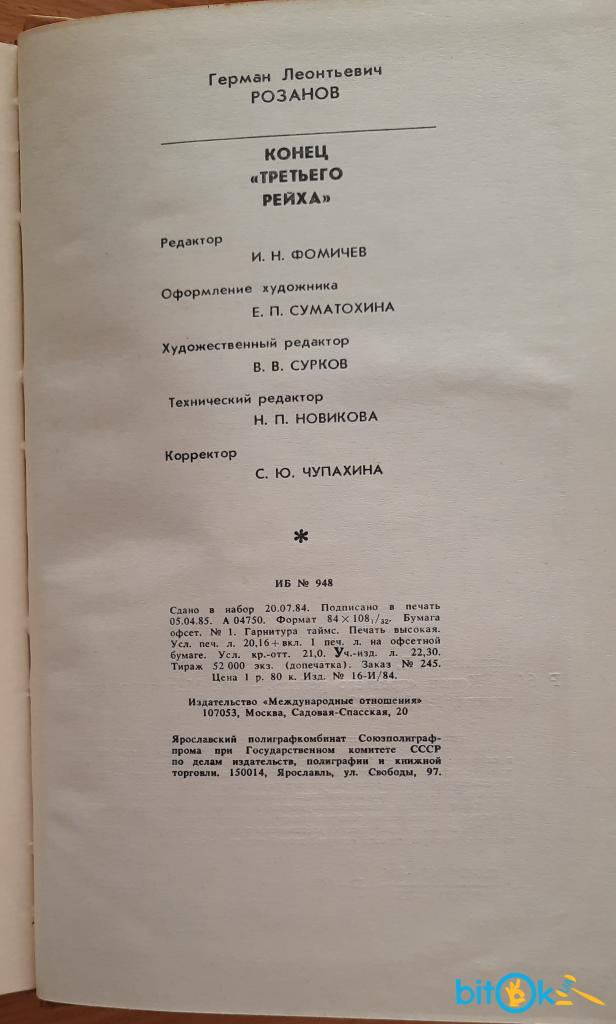 Герман Леонтьевич
РОЗАНОВ
КОНЕЦ
«ТРЕТЬЕГО
РЕЙХА»
Редактор
И. Н. ФОМИЧЕВ
Оформление художника
Е. П. СУМАТОХИНА
Художественный редактор
В. В. СУРКОВ
Технический редактор
Н. П. НОВИКОВА
Корректор
С. Ю. ЧУПАХИНА
*
ИБ № 948
Сдано в набор 20.07.84. Подписано в печать
05.04.85. А 04750. Формат 84×108 1/32. Бумага
офсет. № 1. Гарнитура таймс. Печать высокая.
Усл. печ. л. 20,16+вкл. 1 печ. л. на офсетной
бумаге. Усл. кр.-отт. 21,0. Уч.-изд. л. 22,30.
Тираж 52 000 экз. (допечатка). Заказ № 245.
Цена 1 р. 80 к. Изд. № 16-И/84.
Издательство «Международные отношения»
107053, Москва, Садовая-Спасская, 20
Ярославский полиграфкомбинат Союзполиграф-
прома при Государственном комитете СССР
по делам издательств, полиграфии и книжной
торговли. 150014, Ярославль, ул. Свободы, 97.
bitOk